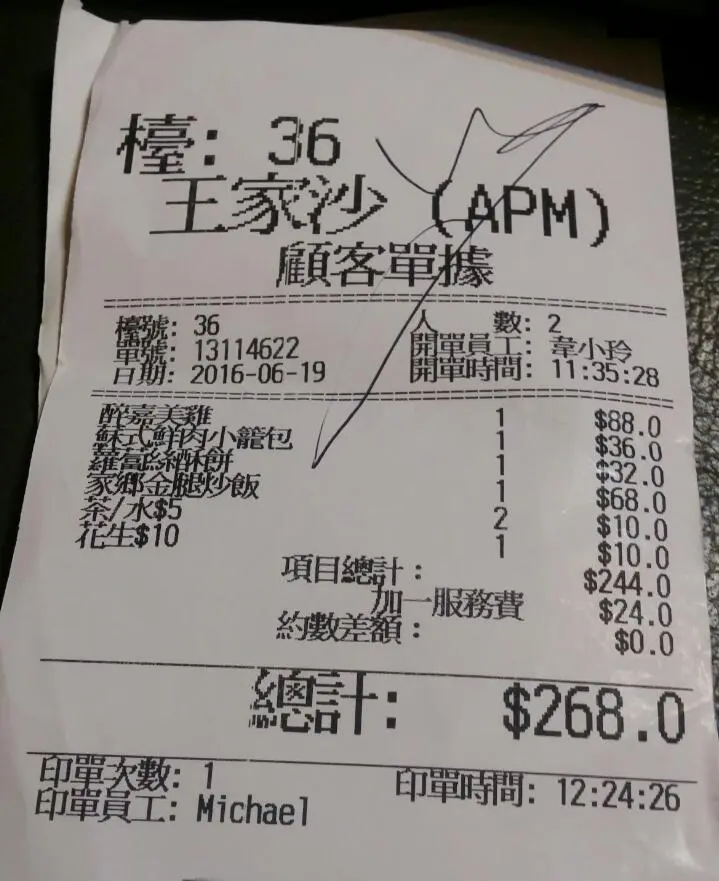 檯: 36
王家沙 (APM)
顧客單據
檯號: 36 人 數: 2
單號: 13114622 開單員工: 韋小玲
日期: 2016-06-19 開單時間: 11:35:28
醉嘉美雞 1 $88.0
蘇式鮮肉小籠包 1 $36.0
蘿蔔絲酥餅 1 $32.0
家鄉金腿炒飯 1 $68.0
茶/水$5 2 $10.0
花生$10 1 $10.0
項目總計: $244.0
加一服務費 $24.0
約數差額: $0.0
總計: $268.0
印單次數: 1 印單時間: 12:24:26
印單員工: Michael